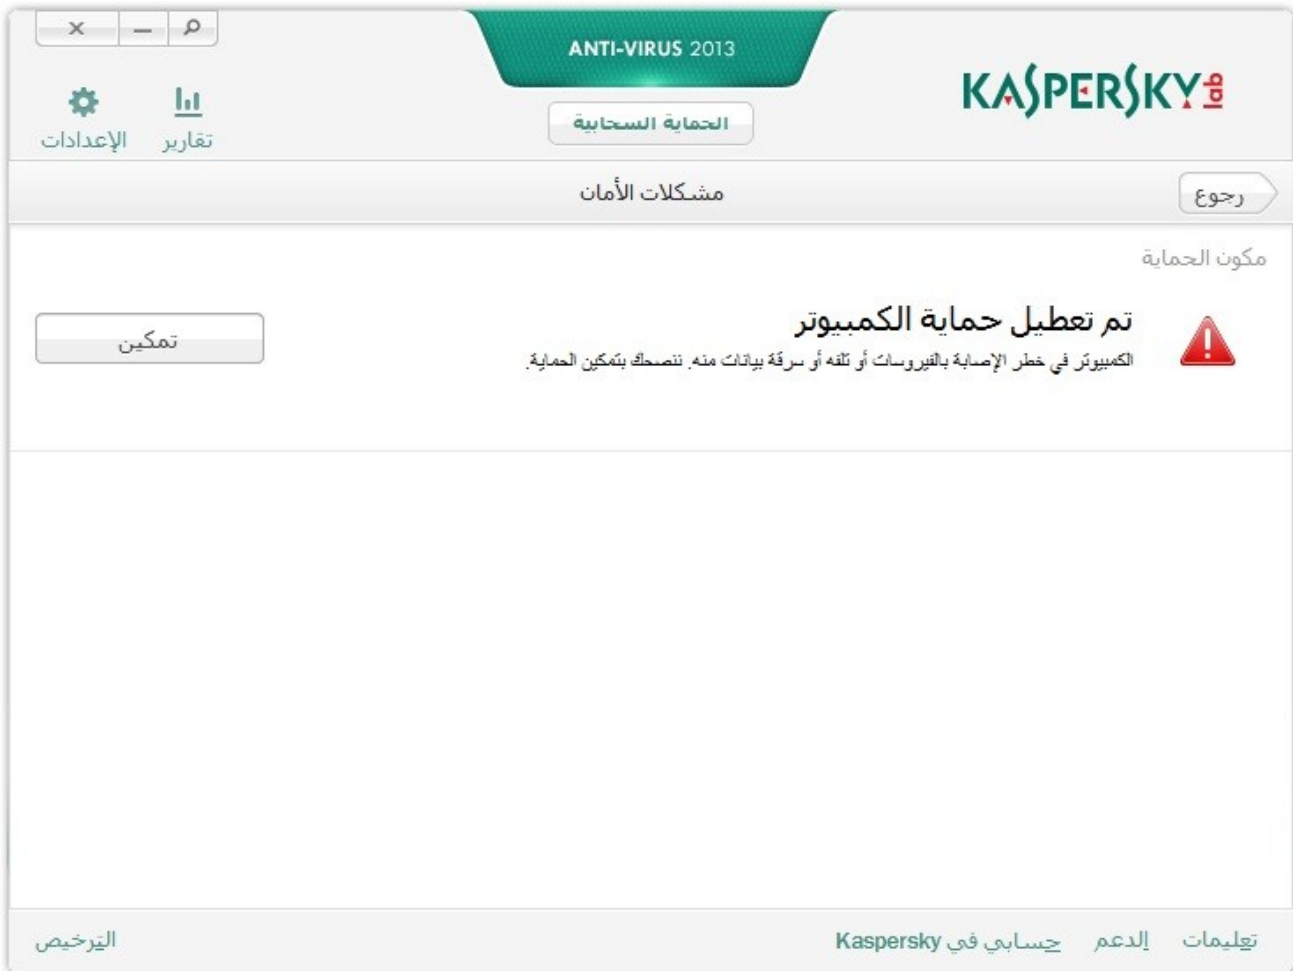 ANTI-VIRUS 2013
KASPERSKY lab
الحماية السحابية
تقارير
الإعدادات
رجوع
مشكلات الأمان
مكون الحماية
تم تعطيل حماية الكمبيوتر
الكمبيوتر في خطر الإصابة بالفيروسات أو تلفه أو سرقة بيانات منه. ننصحك بتمكين الحماية.
تمكين
تعليمات
الدعم
حسابي في Kaspersky
الترخيص